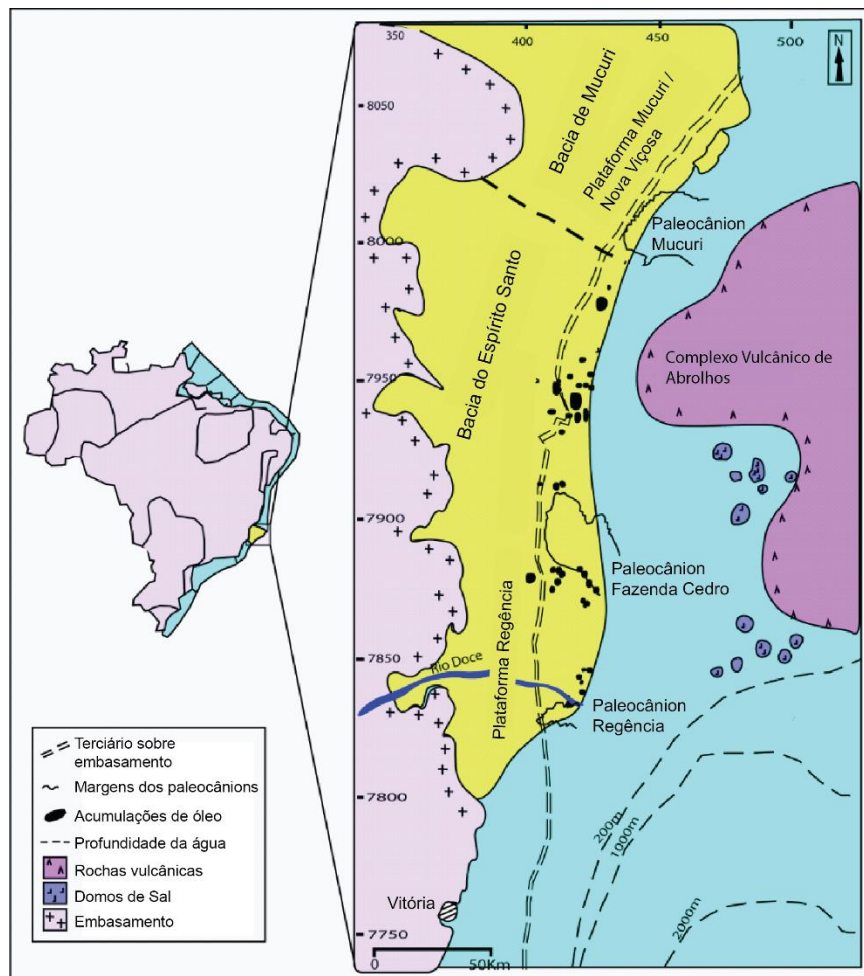 350
400
450
500
N
8050
8000
7950
7900
7850
7800
7750
Bacia de Mucuri
Plataforma Mucuri /
Nova Viçosa
Paleocânion
Mucuri
Bacia do Espírito Santo
Complexo Vulcânico de
Abrolhos
Paleocânion
Fazenda Cedro
Plataforma Regência
Rio Doce
Paleocânion
Regência
200m
1000m
2000m
Vitória
0
50Km
Terciário sobre
embasamento
Margens dos paleocânions
Acumulações de óleo
Profundidade da água
Rochas vulcânicas
Domos de Sal
Embasamento